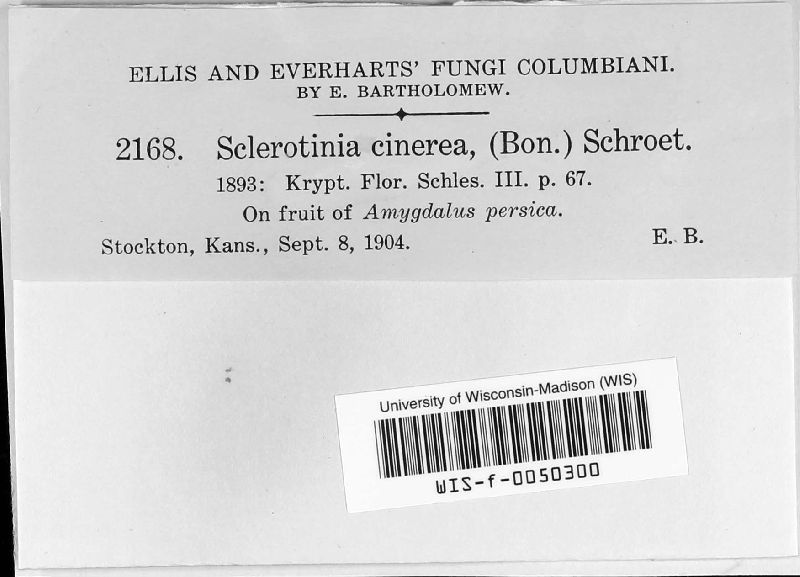 ELLIS AND EVERHARTS' FUNGI COLUMBIANI.
BY E. BARTHOLOMEW.
2168. Sclerotinia cinerea, (Bon.) Schroet.
1893: Krypt. Flor. Schles. III. p. 67.
On fruit of Amygdalus persica.
Stockton, Kans., Sept. 8, 1904. E. B.
University of Wisconsin-Madison (WIS)
WIS-f-0050300